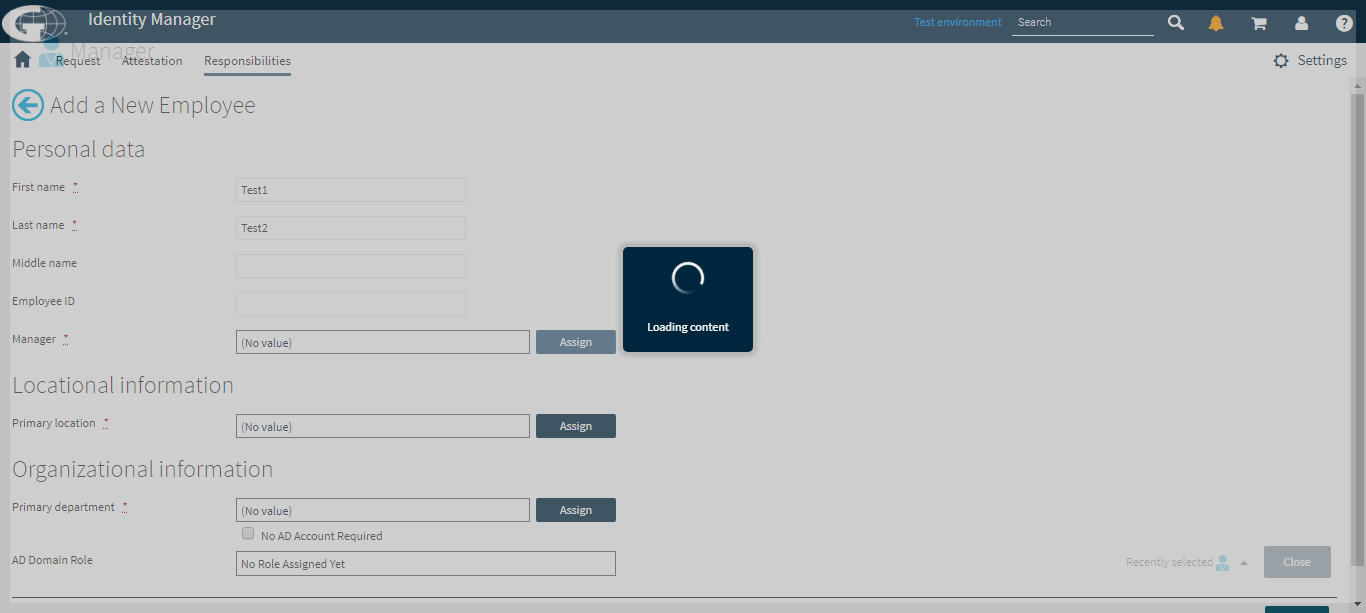 Identity Manager
Test environment
Search
Manager
Request
Attestation
Responsibilities
Settings
Add a New Employee
Personal data
First name *
Test1
Last name *
Test2
Middle name
Employee ID
Manager *
(No value)
Assign
Loading content
Locational information
Primary location *
(No value)
Assign
Organizational information
Primary department *
(No value)
Assign
No AD Account Required
AD Domain Role
No Role Assigned Yet
Recently selected
Close